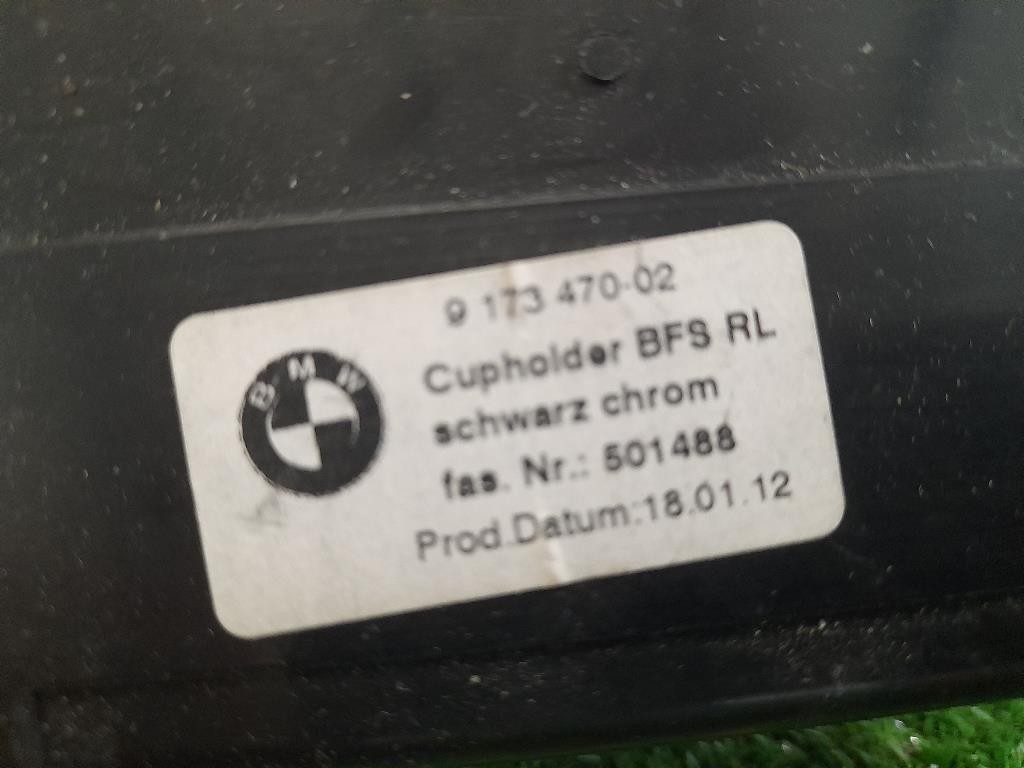 9 173 470-02
Cupholder BFS RL
schwarz chrom
fas. Nr.: 501488
Prod.Datum:18.01.12
BMW